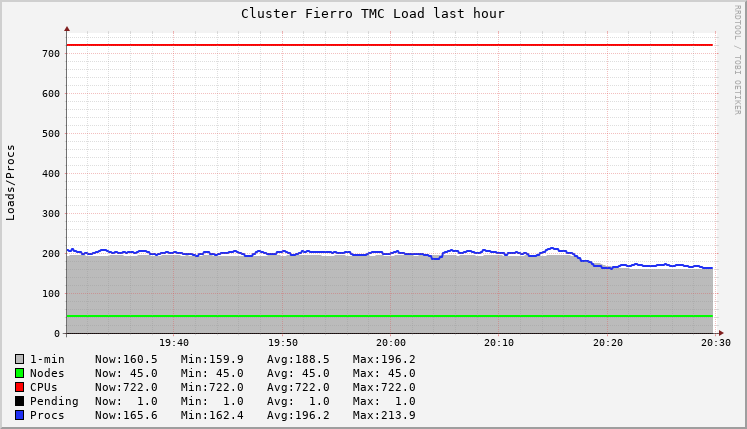 Cluster Fierro TMC Load last hour
RRDTOOL / TOBI OETIKER
Loads/Procs
700
600
500
400
300
200
100
0
19:40 19:50 20:00 20:10 20:20 20:30
1-min Now:160.5 Min:159.9 Avg:188.5 Max:196.2
Nodes Now: 45.0 Min: 45.0 Avg: 45.0 Max: 45.0
CPUs Now:722.0 Min:722.0 Avg:722.0 Max:722.0
Pending Now: 1.0 Min: 1.0 Avg: 1.0 Max: 1.0
Procs Now:165.6 Min:162.4 Avg:196.2 Max:213.9